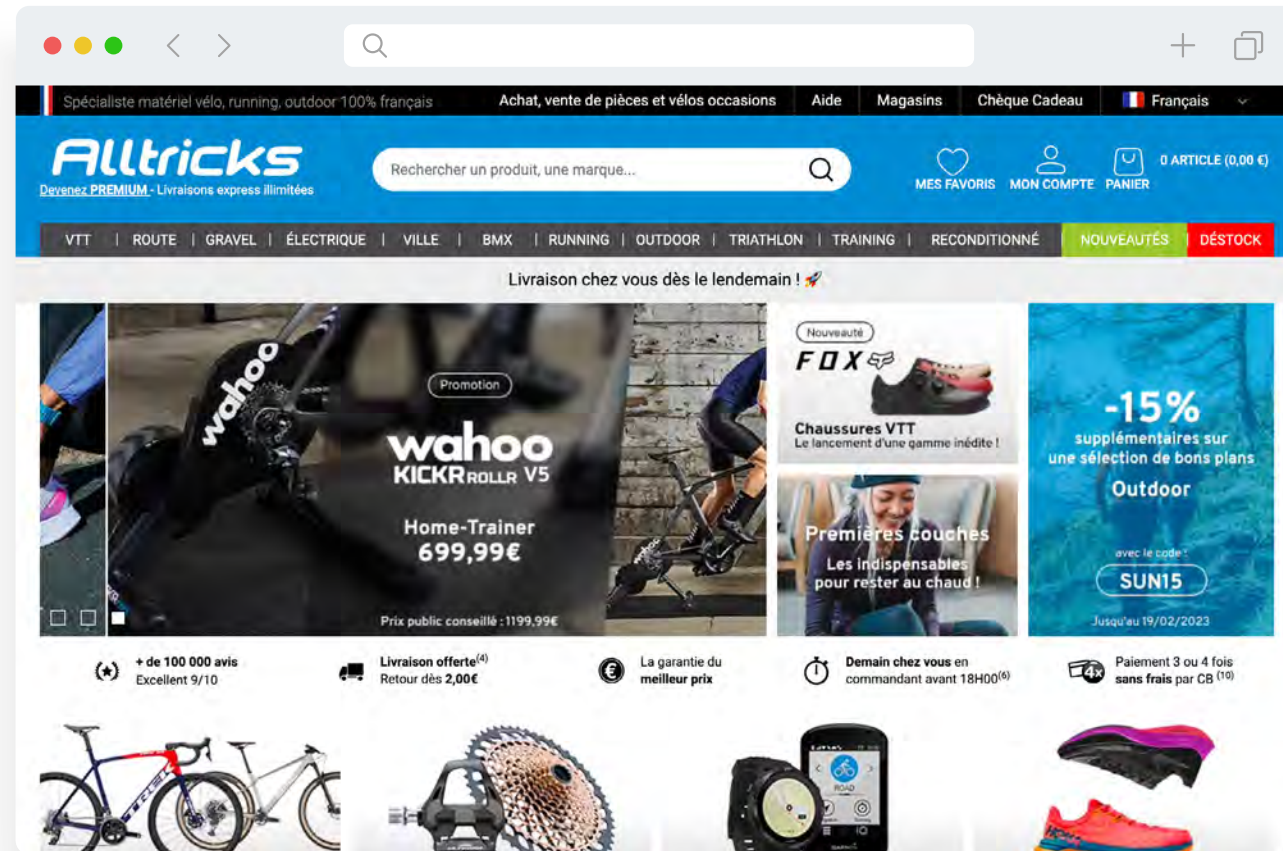 Spécialiste matériel vélo, running, outdoor 100% français
Achat, vente de pièces et vélos occasions
Aide
Magasins
Chèque Cadeau
Français
Alltricks
Devenez PREMIUM - Livraisons express illimitées
Rechercher un produit, une marque...
MES FAVORIS
MON COMPTE
PANIER
0 ARTICLE (0,00 €)
VTT | ROUTE | GRAVEL | ÉLECTRIQUE | VILLE | BMX | RUNNING | OUTDOOR | TRIATHLON | TRAINING | RECONDITIONNÉ | NOUVEAUTÉS | DÉSTOCK
Livraison chez vous dès le lendemain ! 🚀
wahoo
Promotion
wahoo
KICKR ROLLR V5
Home-Trainer
699,99€
Prix public conseillé : 1199,99€
wahoo
Nouveauté
FOX
Chaussures VTT
Le lancement d'une gamme inédite !
Premières couches
Les indispensables
pour rester au chaud !
-15%
supplémentaires sur
une sélection de bons plans
Outdoor
avec le code :
SUN15
Jusqu'au 19/02/2023
+ de 100 000 avis
Excellent 9/10
Livraison offerte(4)
Retour dès 2,00€
La garantie du
meilleur prix
Demain chez vous en
commandant avant 18H00(6)
4x
Paiement 3 ou 4 fois
sans frais par CB (10)
ROAD
GARMIN
HOKA